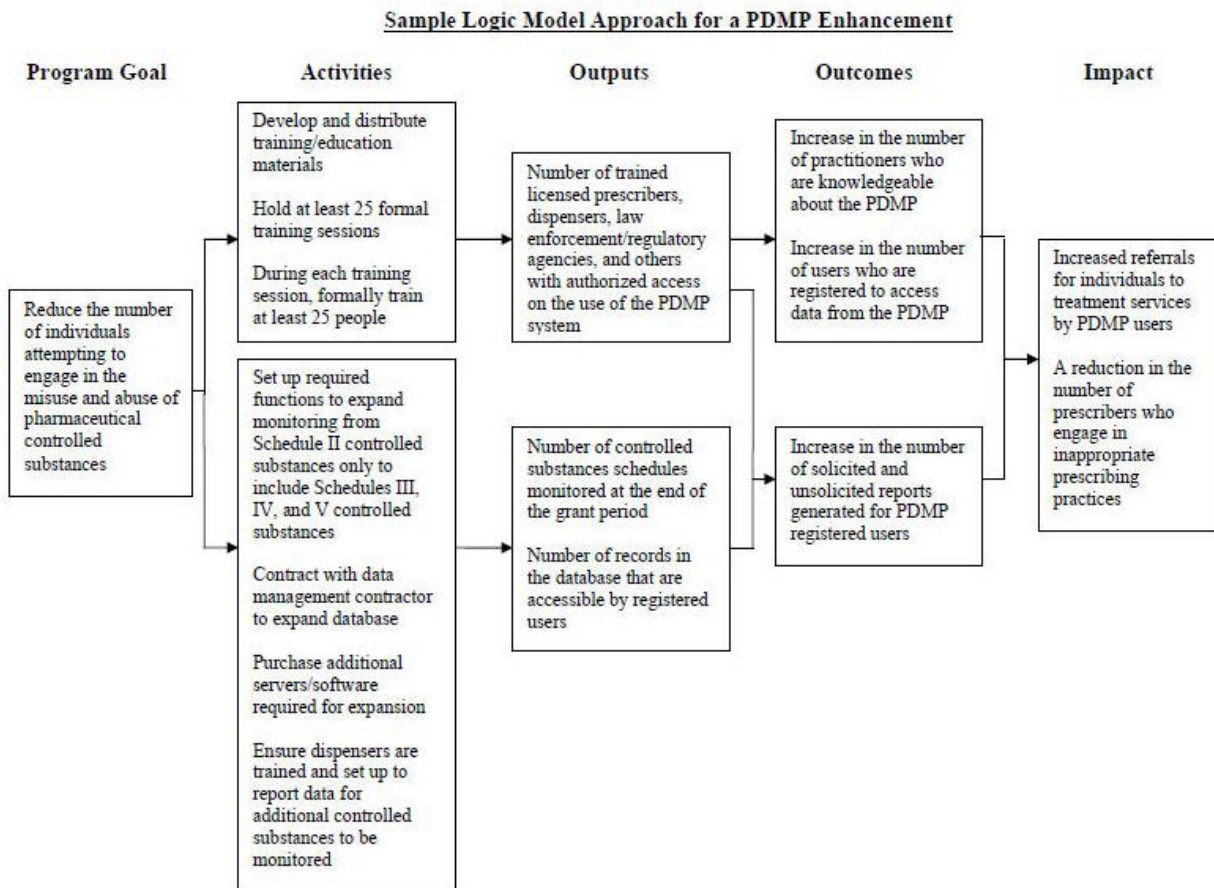 Sample Logic Model Approach for a PDMP Enhancement
Program Goal
Activities
Outputs
Outcomes
Impact
Reduce the number
of individuals
attempting to
engage in the
misuse and abuse of
pharmaceutical
controlled
substances
Develop and distribute
training/education
materials
Hold at least 25 formal
training sessions
During each training
session, formally train
at least 25 people
Set up required
functions to expand
monitoring from
Schedule II controlled
substances only to
include Schedules III,
IV, and V controlled
substances
Contract with data
management contractor
to expand database
Purchase additional
servers/software
required for expansion
Ensure dispensers are
trained and set up to
report data for
additional controlled
substances to be
monitored
Number of trained
licensed prescribers,
dispensers, law
enforcement/regulatory
agencies, and others
with authorized access
on the use of the PDMP
system
Number of controlled
substances schedules
monitored at the end of
the grant period
Number of records in
the database that are
accessible by registered
users
Increase in the number
of practitioners who
are knowledgeable
about the PDMP
Increase in the number
of users who are
registered to access
data from the PDMP
Increase in the number
of solicited and
unsolicited reports
generated for PDMP
registered users
Increased referrals
for individuals to
treatment services
by PDMP users
A reduction in the
number of
prescribers who
engage in
inappropriate
prescribing
practices